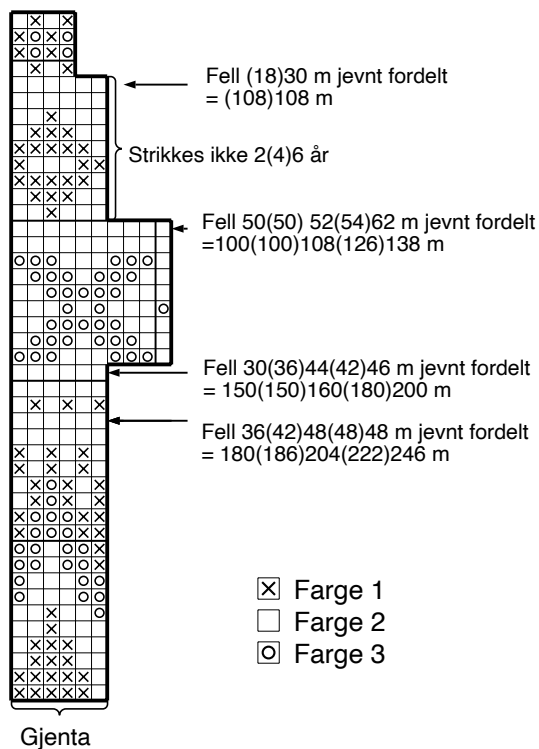 Fell (18)30 m jevnt fordelt
= (108)108 m
Strikkes ikke 2(4)6 år
Fell 50(50) 52(54)62 m jevnt fordelt
=100(100)108(126)138 m
Fell 30(36)44(42)46 m jevnt fordelt
= 150(150)160(180)200 m
Fell 36(42)48(48)48 m jevnt fordelt
= 180(186)204(222)246 m
Farge 1
Farge 2
Farge 3
Gjenta